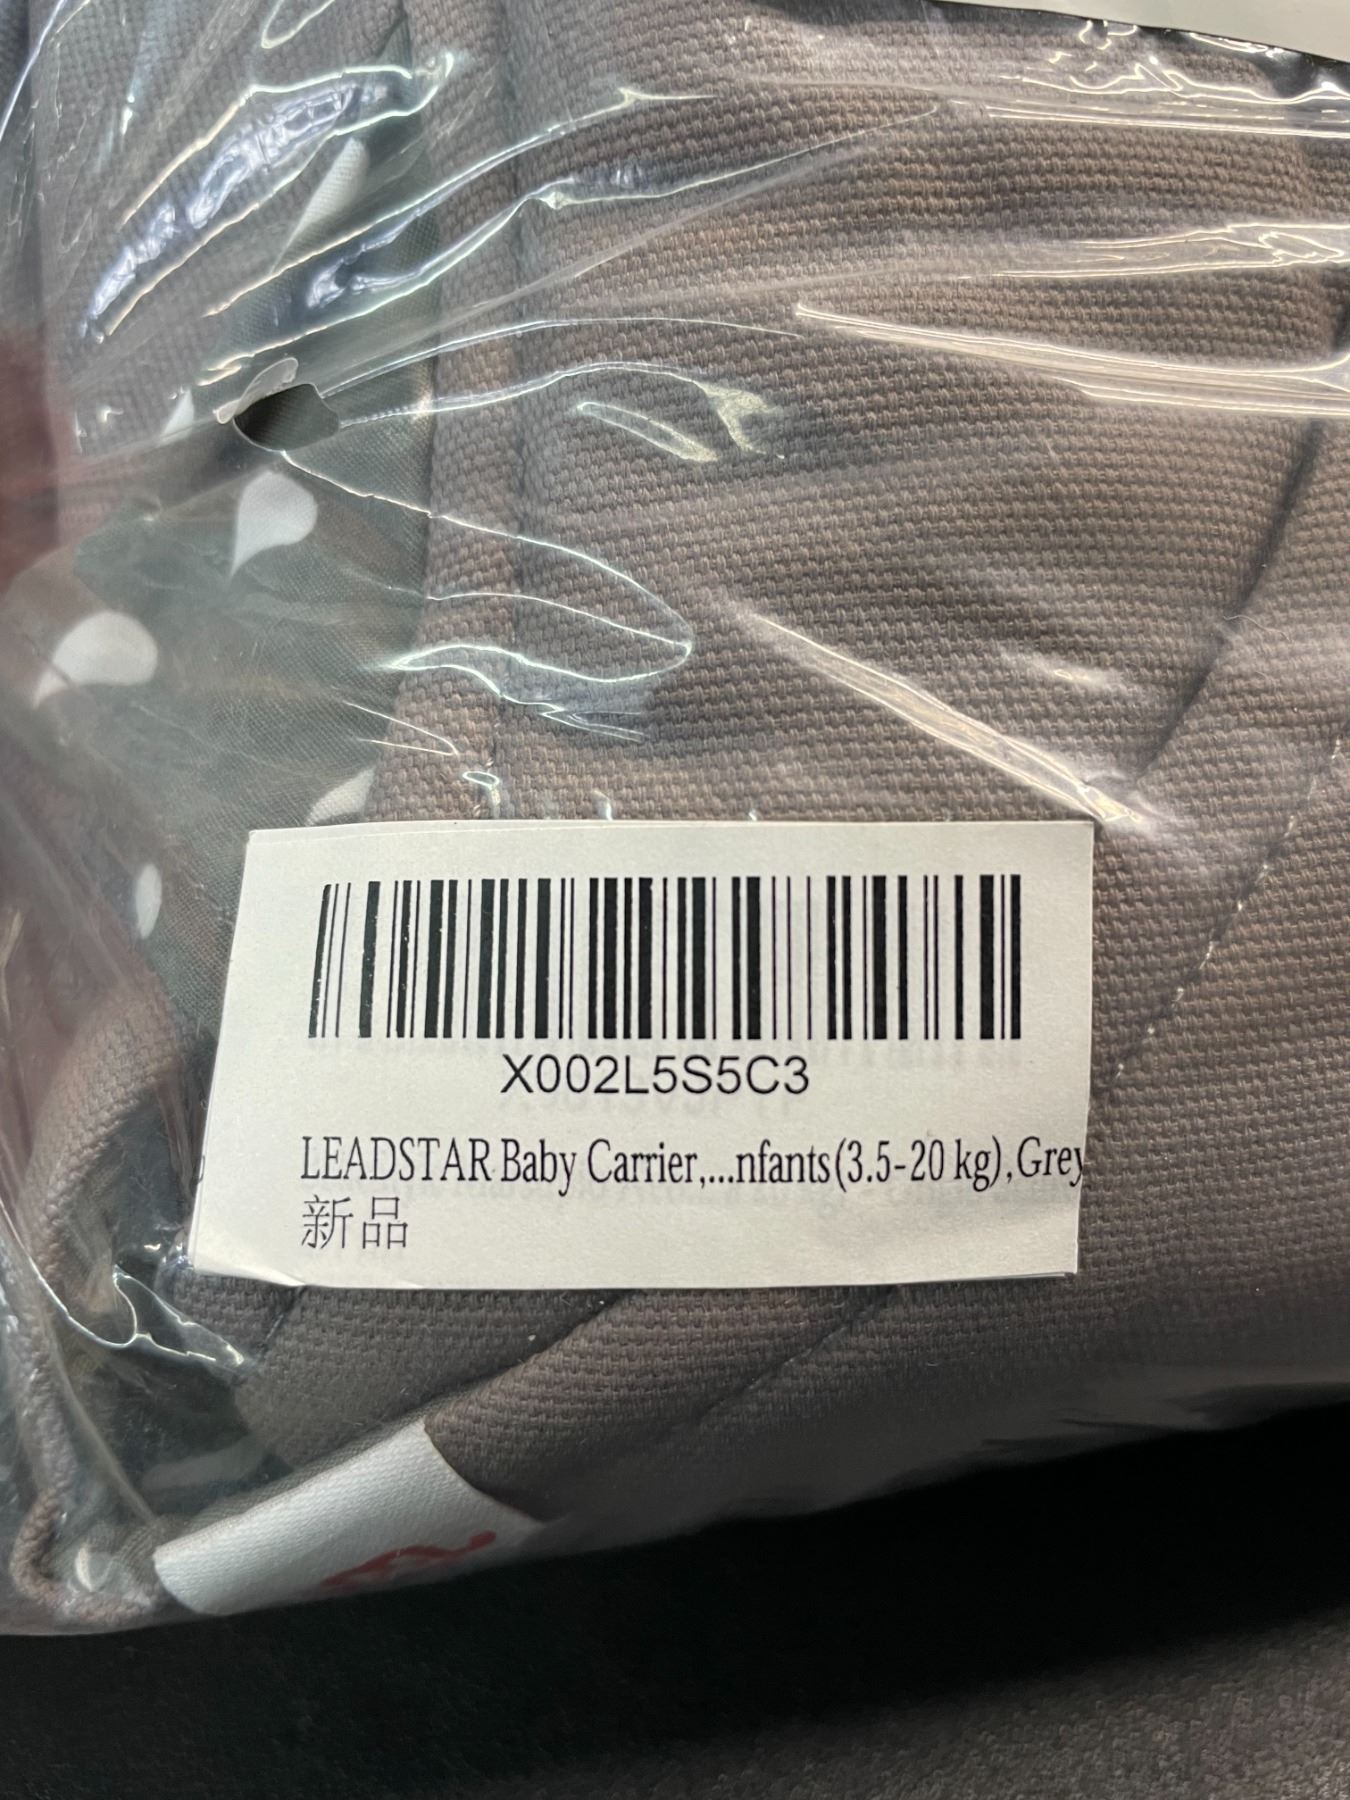 X002L5S5C3
LEADSTAR Baby Carrier,...nfants(3.5-20 kg),Grey
新品